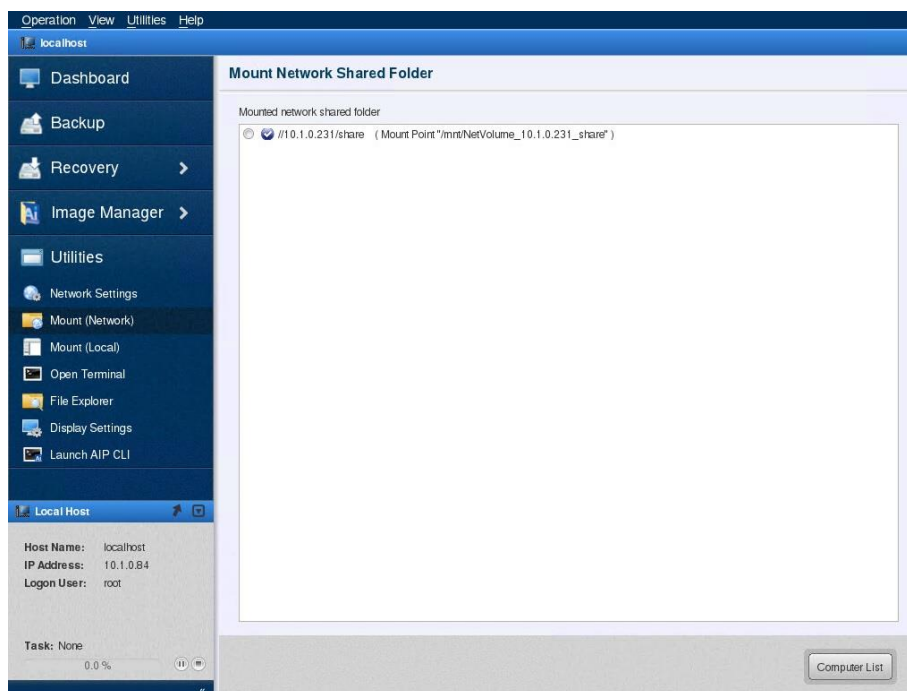 Operation View Utilities Help
localhost
Dashboard
Backup
Recovery
Image Manager
Utilities
Network Settings
Mount (Network)
Mount (Local)
Open Terminal
File Explorer
Display Settings
Launch AIP CLI
Local Host
Host Name: localhost
IP Address: 10.1.0.84
Logon User: root
Task: None
0.0 %
Mount Network Shared Folder
Mounted network shared folder
//10.1.0.231/share ( Mount Point "/mnt/NetVolume_10.1.0.231_share" )
Computer List